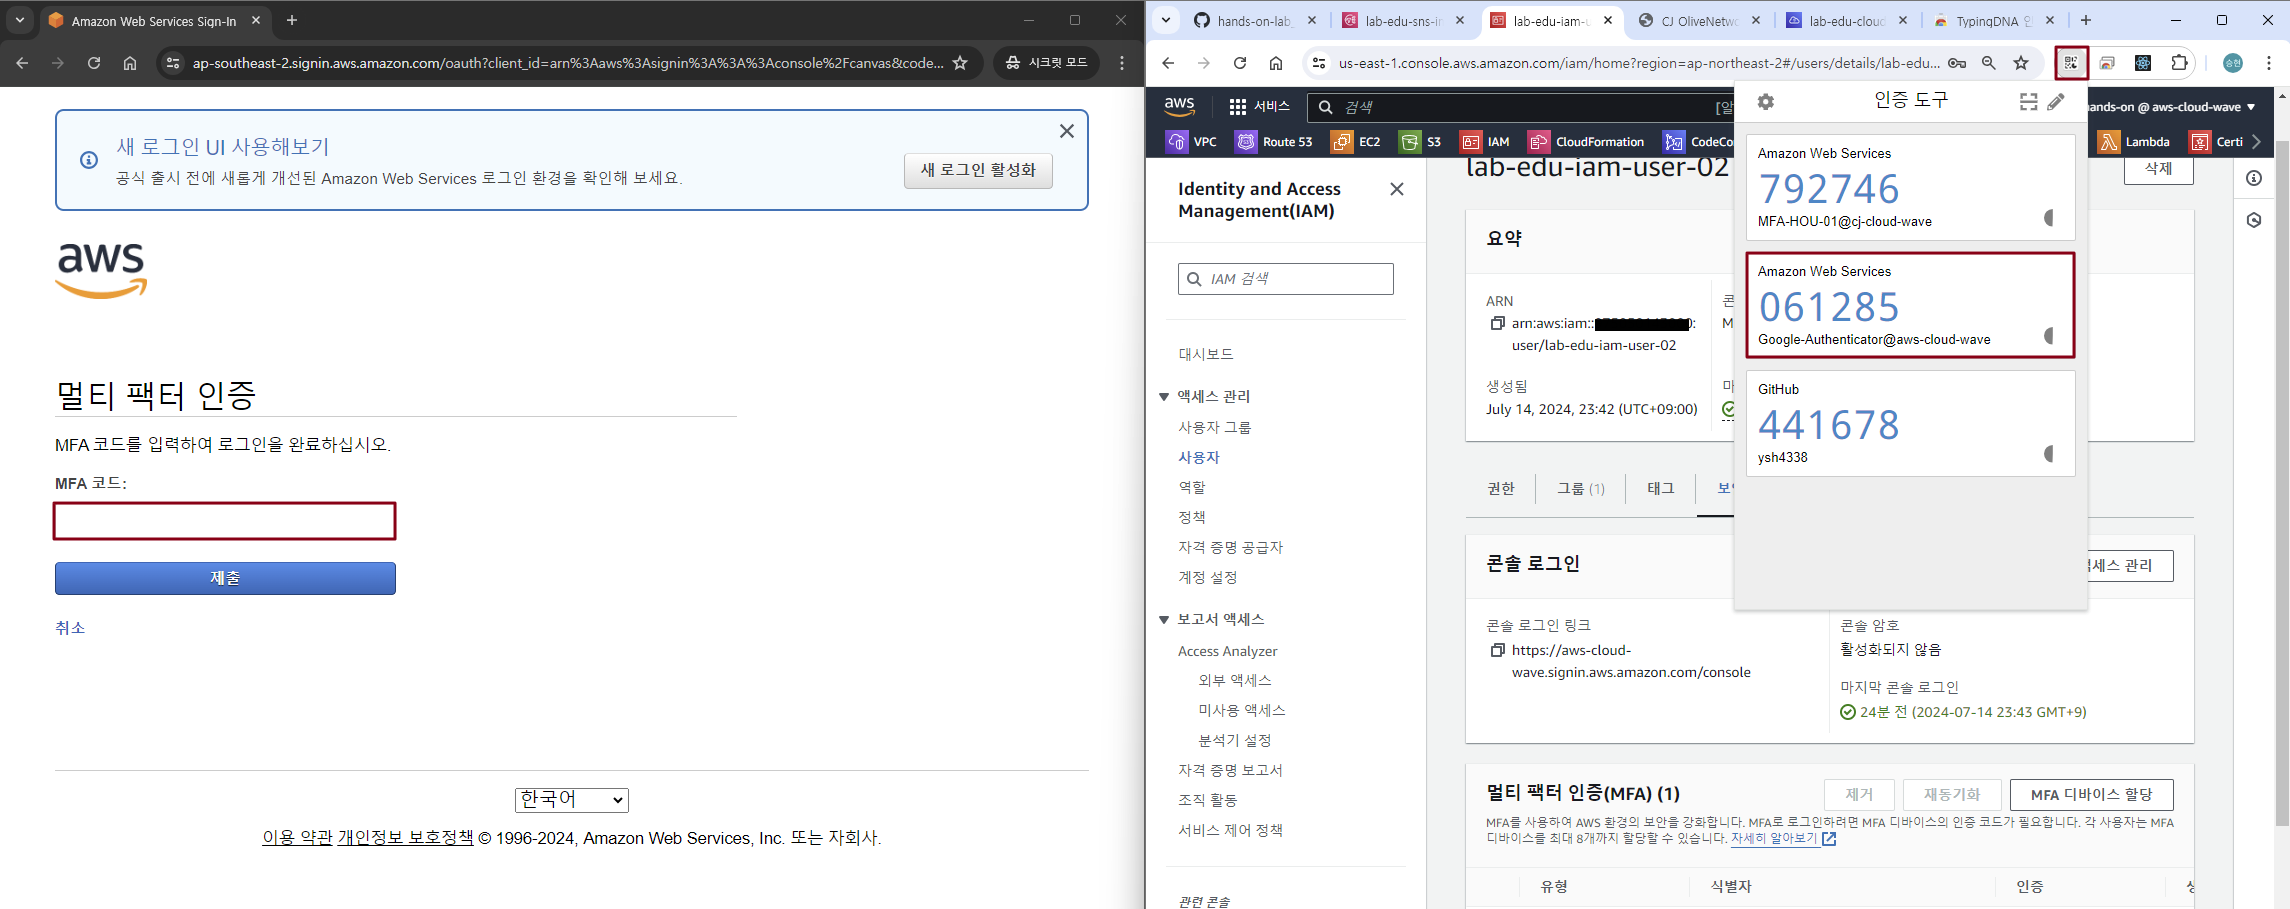 Amazon Web Services Sign-In
ap-southeast-2.signin.aws.amazon.com/oauth?client_id=arn%3Aaws%3Asignin%3A%3A%3Aconsole%2Fcanvas&code...
시크릿 모드
새 로그인 UI 사용해보기
공식 출시 전에 새롭게 개선된 Amazon Web Services 로그인 환경을 확인해 보세요.
새 로그인 활성화
aws
멀티 팩터 인증
MFA 코드를 입력하여 로그인을 완료하십시오.
MFA 코드:
제출
취소
한국어
이용 약관 개인정보 보호정책 © 1996-2024, Amazon Web Services, Inc. 또는 자회사.
hands-on-lab_
lab-edu-sns-i
lab-edu-iam-u
CJ OliveNetw
lab-edu-cloud
TypingDNA 인
us-east-1.console.aws.amazon.com/iam/home?region=ap-northeast-2#/users/details/lab-edu...
승현
aws
서비스
검색
[알
ands-on @ aws-cloud-wave
VPC
Route 53
EC2
S3
IAM
CloudFormation
CodeCo
Lambda
Certi
Identity and Access Management(IAM)
IAM 검색
대시보드
액세스 관리
사용자 그룹
사용자
역할
정책
자격 증명 공급자
계정 설정
보고서 액세스
Access Analyzer
외부 액세스
미사용 액세스
분석기 설정
자격 증명 보고서
조직 활동
서비스 제어 정책
관련 콘솔
lab-edu-iam-user-02
삭제
요약
ARN
arn:aws:iam::
user/lab-edu-iam-user-02
콘
M
생성됨
July 14, 2024, 23:42 (UTC+09:00)
마
권한
그룹 (1)
태그
보안
콘솔 로그인
액세스 관리
콘솔 로그인 링크
https://aws-cloud-
wave.signin.aws.amazon.com/console
콘솔 암호
활성화되지 않음
마지막 콘솔 로그인
24분 전 (2024-07-14 23:43 GMT+9)
멀티 팩터 인증(MFA) (1)
제거
재동기화
MFA 디바이스 할당
MFA를 사용하여 AWS 환경의 보안을 강화합니다. MFA로 로그인하려면 MFA 디바이스의 인증 코드가 필요합니다. 각 사용자는 MFA
디바이스를 최대 8개까지 할당할 수 있습니다. 자세히 알아보기
유형
식별자
인증
인증 도구
Amazon Web Services
792746
MFA-HOU-01@cj-cloud-wave
Amazon Web Services
061285
Google-Authenticator@aws-cloud-wave
GitHub
441678
ysh4338